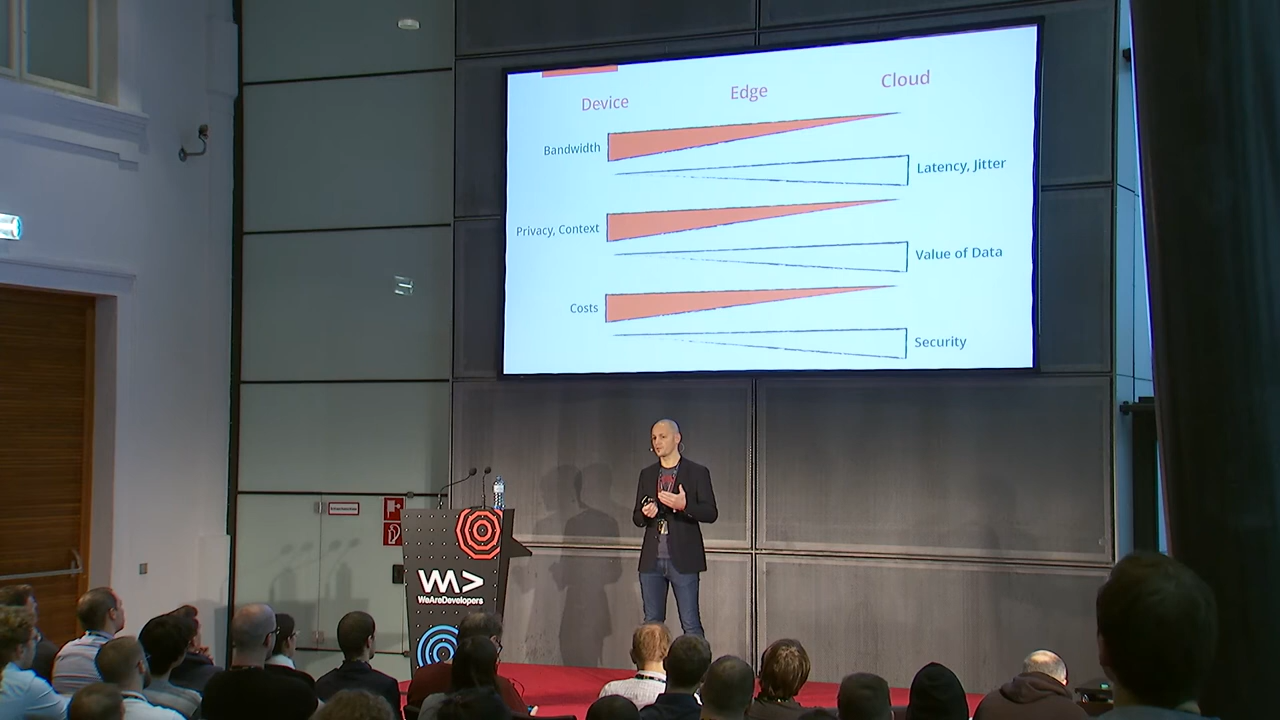 Device
Edge
Cloud
Bandwidth
Latency, Jitter
Privacy, Context
Value of Data
Costs
Security
WeAreDevelopers